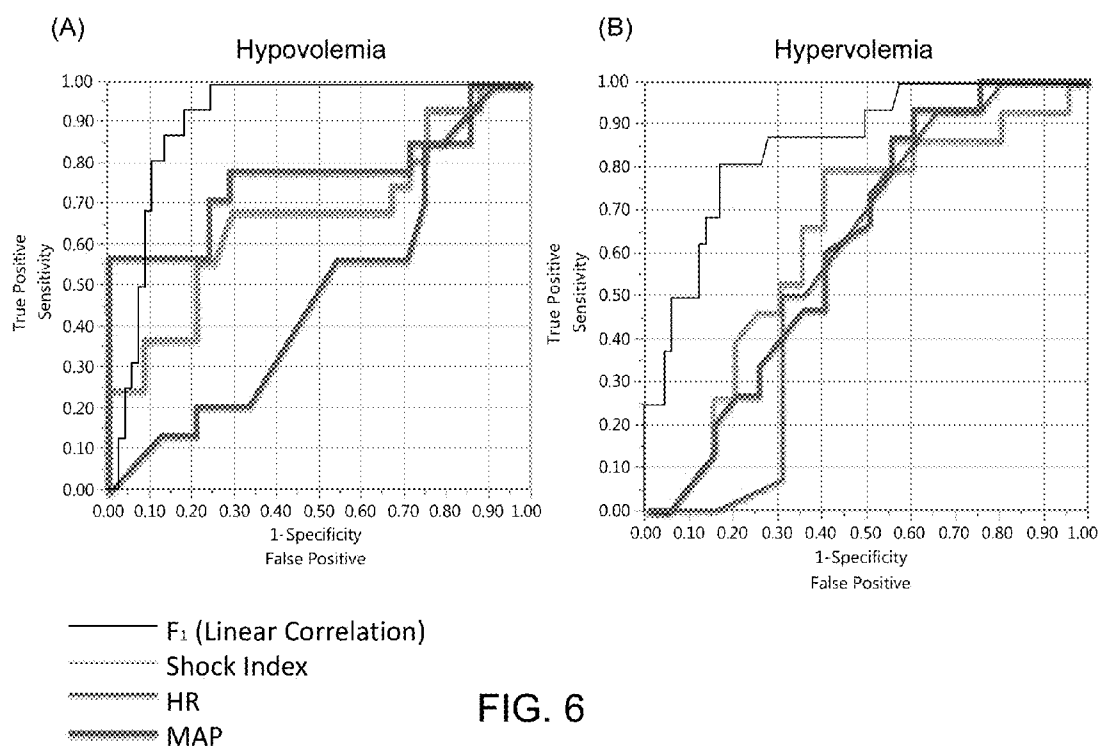 (A)
Hypovolemia
1.00
0.90
0.80
0.70
0.60
0.50
0.40
0.30
0.20
0.10
0.00
True Positive
Sensitivity
0.00 0.10 0.20 0.30 0.40 0.50 0.60 0.70 0.80 0.90 1.00
1-Specificity
False Positive
(B)
Hypervolemia
1.00
0.90
0.80
0.70
0.60
0.50
0.40
0.30
0.20
0.10
0.00
True Positive
Sensitivity
0.00 0.10 0.20 0.30 0.40 0.50 0.60 0.70 0.80 0.90 1.00
1-Specificity
False Positive
F₁ (Linear Correlation)
Shock Index
HR
MAP
FIG. 6